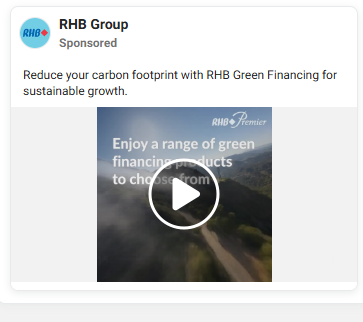 RHB
RHB Group
Sponsored
Reduce your carbon footprint with RHB Green Financing for
sustainable growth.
RHB Premier
Enjoy a range of green
financing products
to choose from